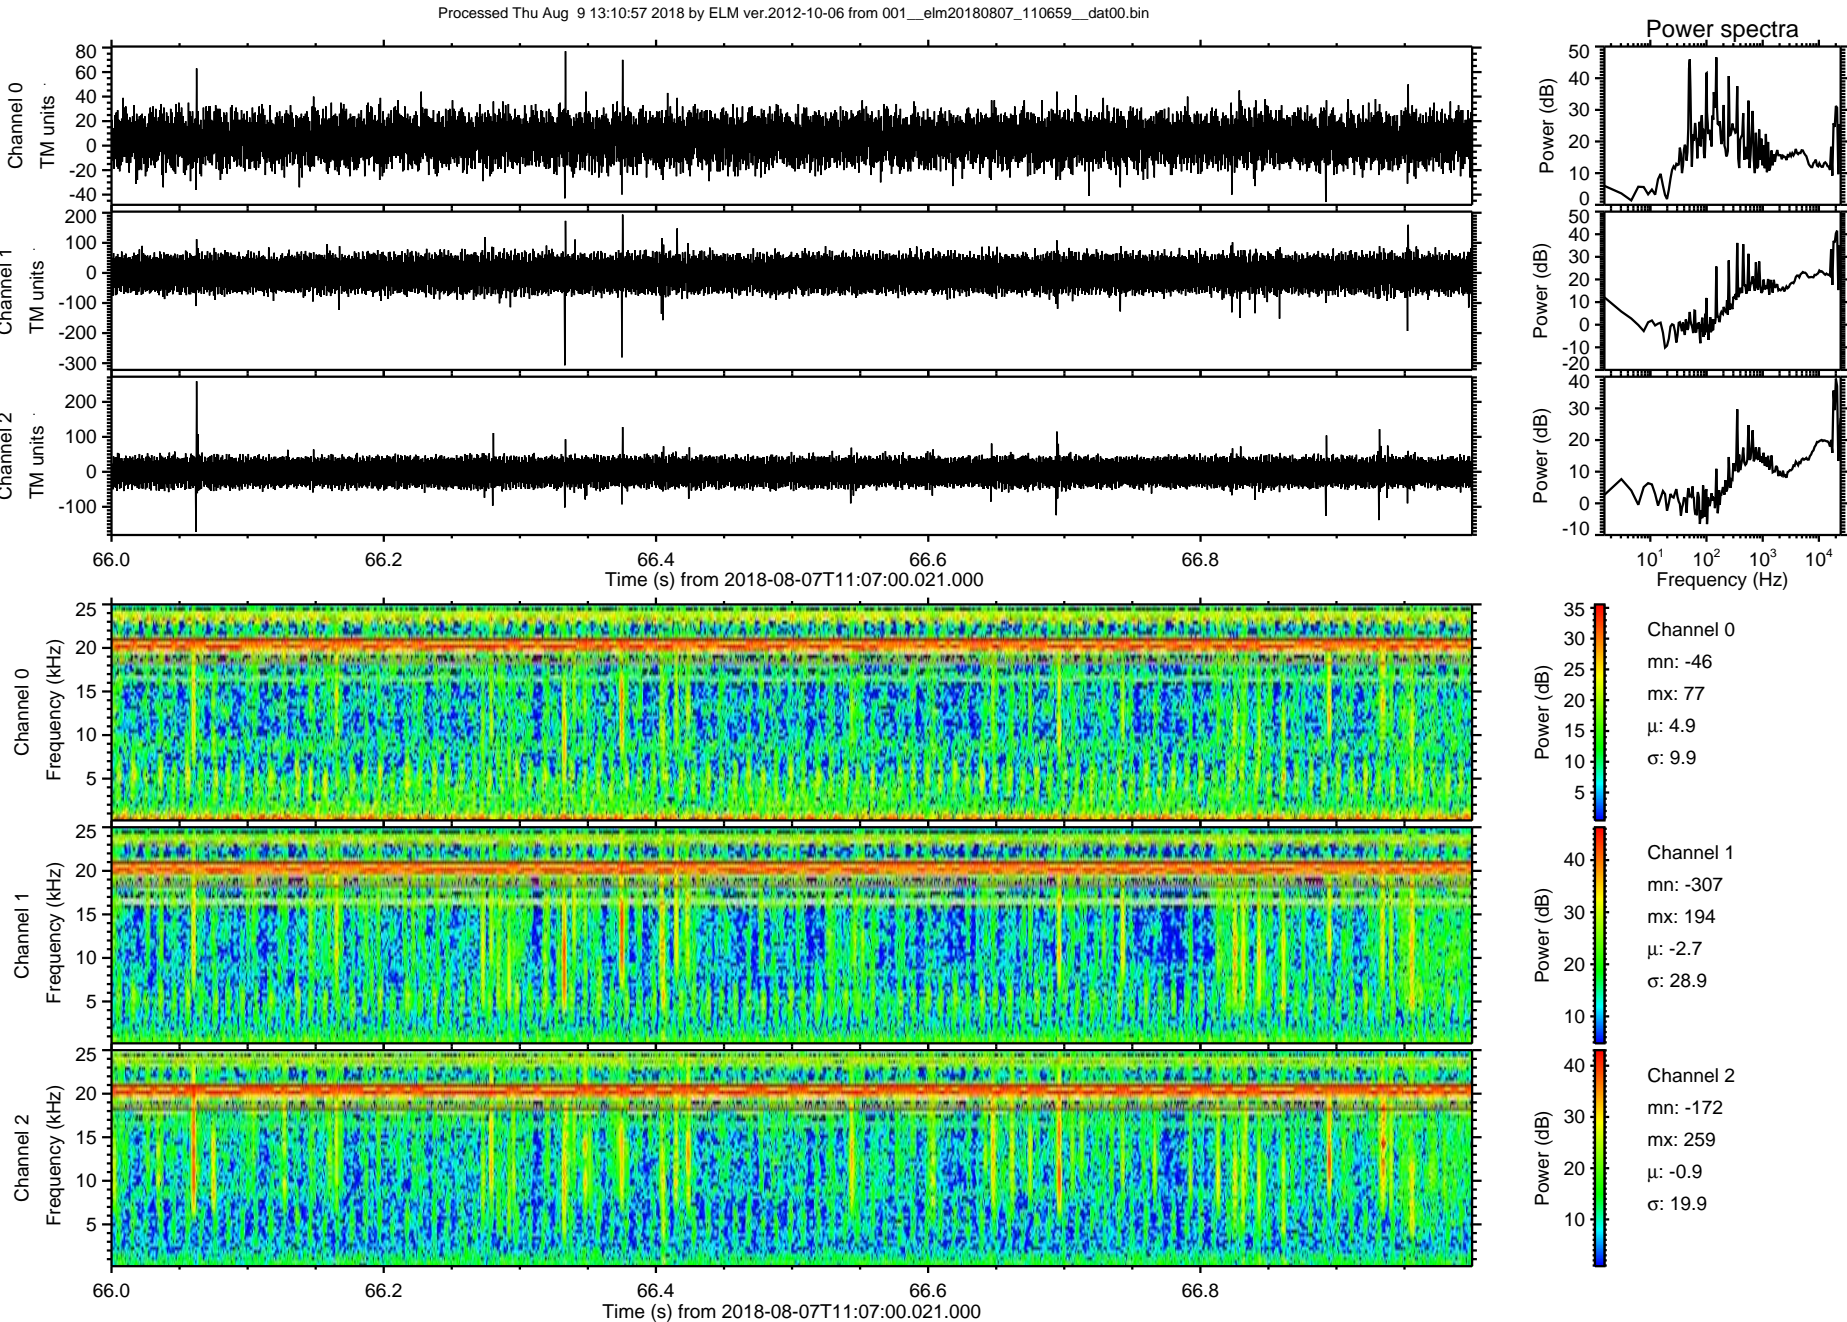 Processed Thu Aug  9 13:10:57 2018 by ELM ver.2012-10-06 from 001__elm20180807_110659__dat00.bin
Power spectra
Channel 0
TM units
80
60
40
20
0
-20
-40
Power (dB)
50
40
30
20
10
0
Channel 1
TM units
200
100
0
-100
-200
-300
Power (dB)
50
40
30
20
10
0
-10
-20
Channel 2
TM units
200
100
0
-100
Power (dB)
40
30
20
10
0
-10
66.0 66.2 66.4 66.6 66.8
Time (s) from 2018-08-07T11:07:00.021.000
10¹ 10² 10³ 10⁴
Frequency (Hz)
Channel 0
Frequency (kHz)
25
20
15
10
5
Power (dB)
35
30
25
20
15
10
5
Channel 0
mn: -46
mx: 77
μ: 4.9
σ: 9.9
Channel 1
Frequency (kHz)
25
20
15
10
5
Power (dB)
40
30
20
10
Channel 1
mn: -307
mx: 194
μ: -2.7
σ: 28.9
Channel 2
Frequency (kHz)
25
20
15
10
5
Power (dB)
40
30
20
10
Channel 2
mn: -172
mx: 259
μ: -0.9
σ: 19.9
66.0 66.2 66.4 66.6 66.8
Time (s) from 2018-08-07T11:07:00.021.000